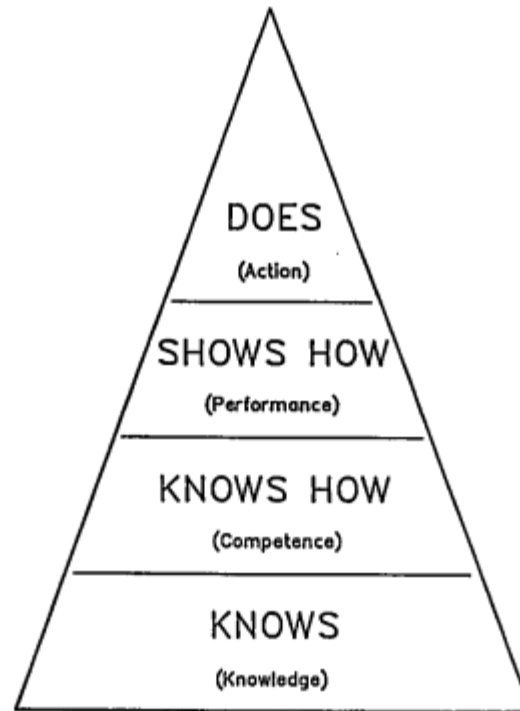 DOES
(Action)
SHOWS HOW
(Performance)
KNOWS HOW
(Competence)
KNOWS
(Knowledge)